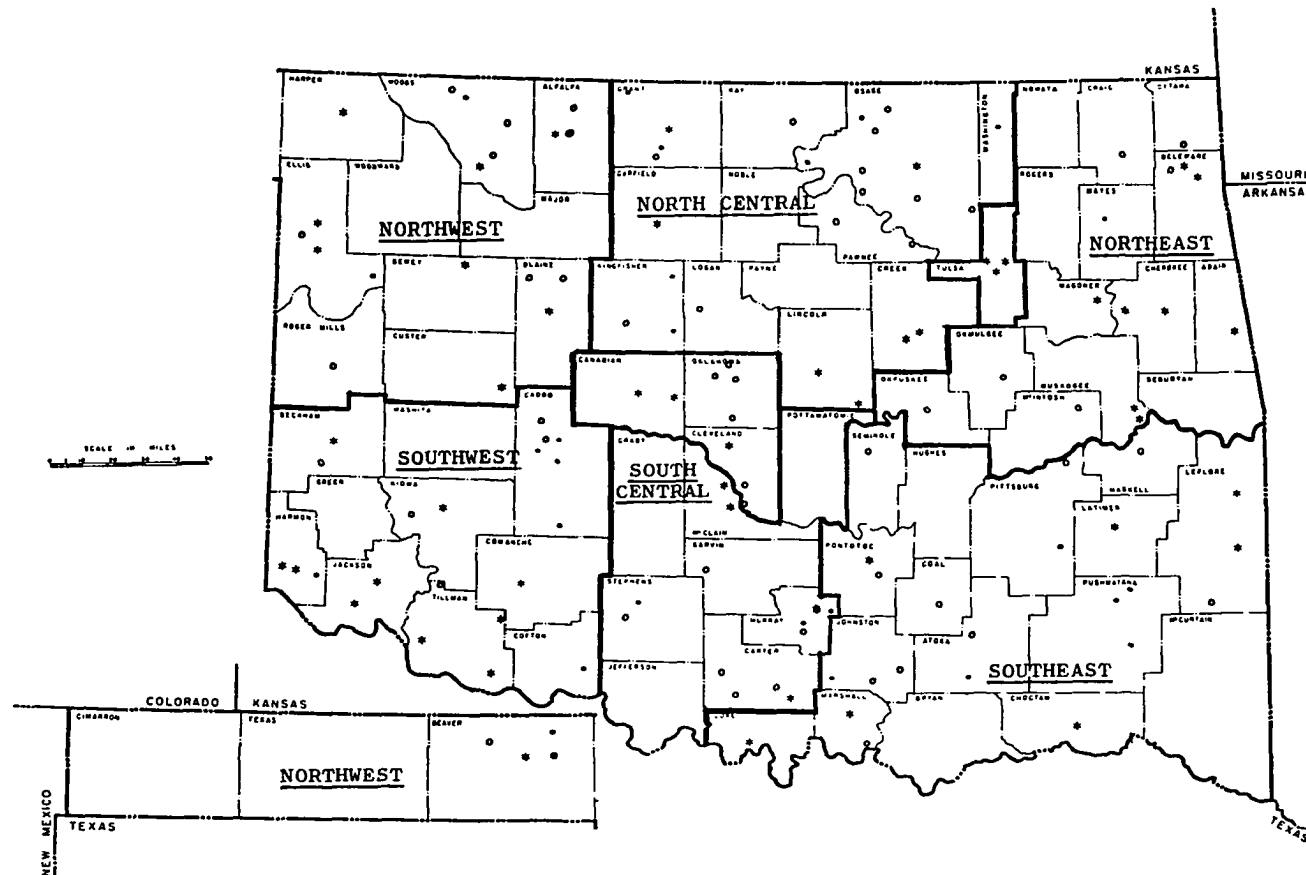 KANSAS
HARPER
WOODS
ALFALFA
GRANT
KAY
OSAGE
WASHINGTON
NOWATA
CRAIG
OTTAWA
ELLIS
WOODWARD
GARFIELD
NOBLE
ROGERS
DELEWARE
MISSOURI
ARKANSA
MAYES
MAJOR
NORTH CENTRAL
NORTHWEST
NORTHEAST
DEWEY
BLAINE
KINGFISHER
LOGAN
PAYNE
PAWNEE
CREEK
TULSA
WAGONER
CHEROKEE
ADAIR
ROGER MILLS
CUSTER
LINCOLN
OKMULGEE
CANADIAN
OKLAHOMA
OKFUSKEE
MUSKOGEE
SEQUOYAH
McINTOSH
BECKHAM
WASHITA
CADDO
POTTAWATOMIE
SCALE IN MILES
GRADY
CLEVELAND
SEMINOLE
HUGHES
SOUTHWEST
SOUTH
CENTRAL
LEFLORE
GREER
KIOWA
PITTSBURG
HASKELL
LATIMER
HARMON
McCLAIN
GARVIN
COMANCHE
PONTOTOC
COAL
JACKSON
STEPHENS
PUSHMATAHA
TILLMAN
MURRAY
JOHNSTON
McCURTAIN
COTTON
CARTER
ATOKA
JEFFERSON
SOUTHEAST
MARSHALL
BRYAN
CHOCTAW
COLORADO
KANSAS
CIMARRON
TEXAS
BEAVER
NORTHWEST
NEW MEXICO
TEXAS
TEXAS